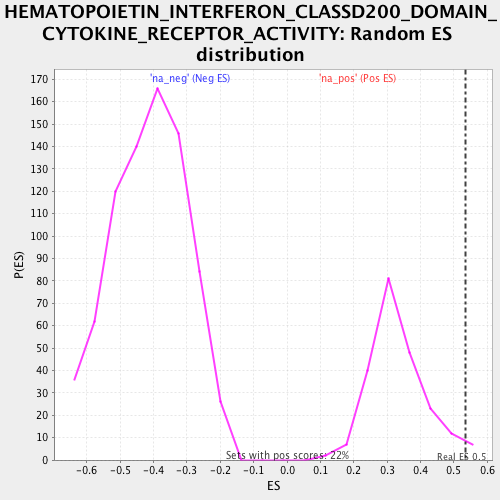 HEMATOPOIETIN_INTERFERON_CLASSD200_DOMAIN_
CYTOKINE_RECEPTOR_ACTIVITY: Random ES
distribution
'na_neg' (Neg ES)
'na_pos' (Pos ES)
170
160
150
140
130
120
110
100
90
80
70
60
50
40
30
20
10
0
P(ES)
Sets with pos scores: 22%
Real ES 0.5
-0.6 -0.5 -0.4 -0.3 -0.2 -0.1 0.0 0.1 0.2 0.3 0.4 0.5 0.6
ES